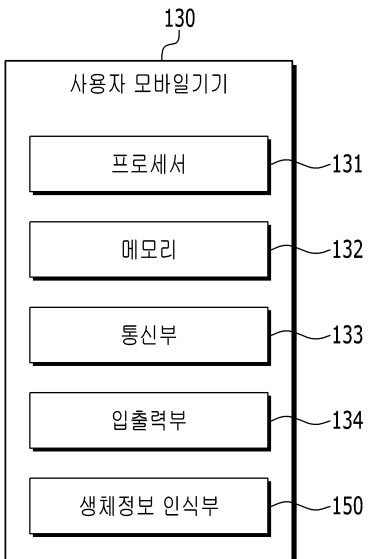 130
사용자 모바일기기
프로세서 131
메모리 132
통신부 133
입출력부 134
생체정보 인식부 150